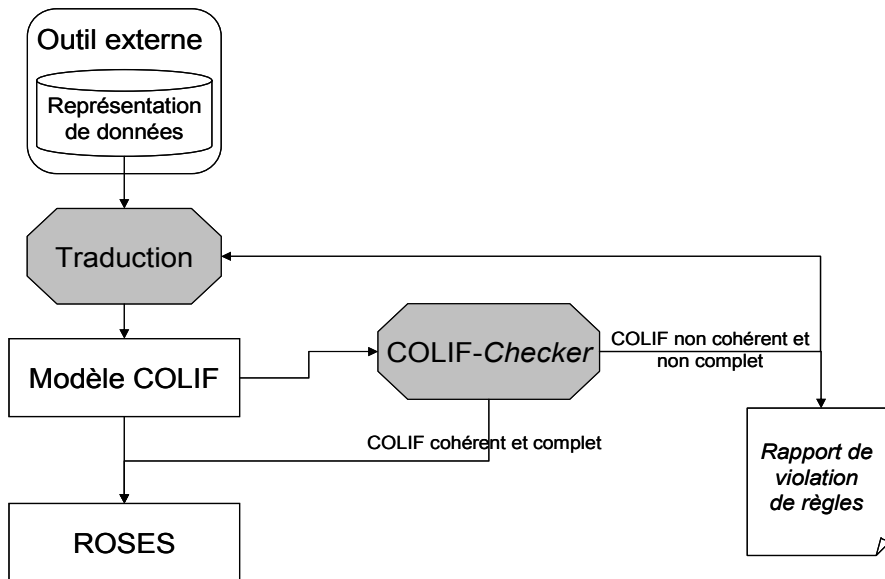 Outil externe
Représentation
de données
Traduction
Modèle COLIF
COLIF-Checker
COLIF non cohérent et
non complet
COLIF cohérent et complet
Rapport de
violation
de règles
ROSES